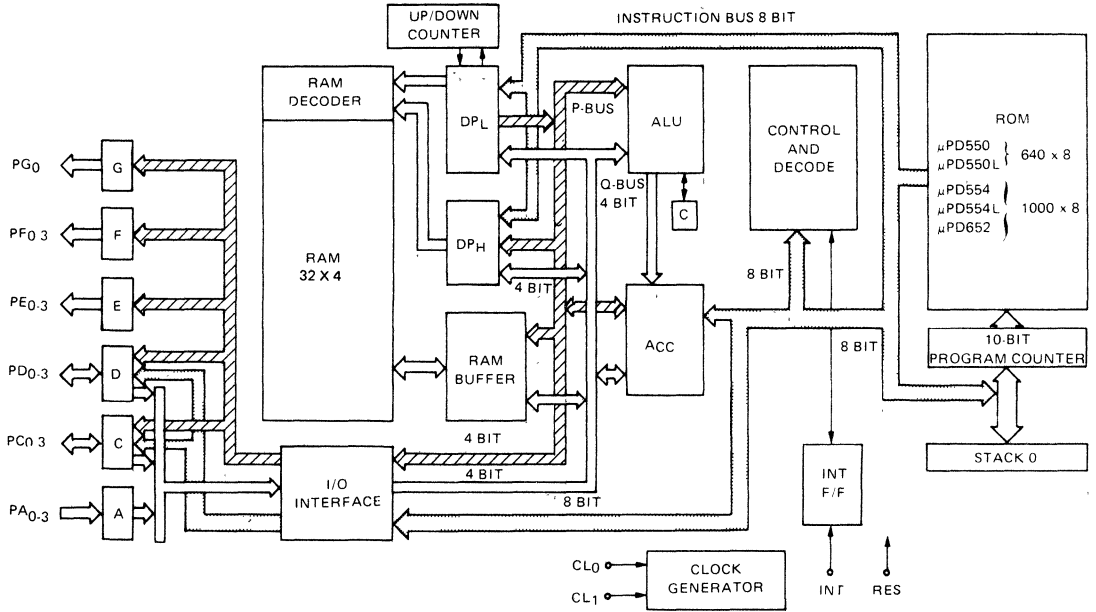 UP/DOWN
COUNTER
INSTRUCTION BUS 8 BIT
RAM
DECODER
DPL
P-BUS
ALU
CONTROL
AND
DECODE
ROM
μPD550
μPD550L
640 x 8
μPD554
μPD554L
μPD652
1000 x 8
PG0
G
Q-BUS
4 BIT
C
PF0 3
F
RAM
32 X 4
DPH
4 BIT
8 BIT
PE0-3
E
ACC
8 BIT
10-BIT
PROGRAM COUNTER
PD0-3
D
RAM
BUFFER
PC0 3
C
4 BIT
STACK 0
4 BIT
I/O
INTERFACE
8 BIT
INT
F/F
PA0-3
A
CL0
CL1
CLOCK
GENERATOR
INT
RES